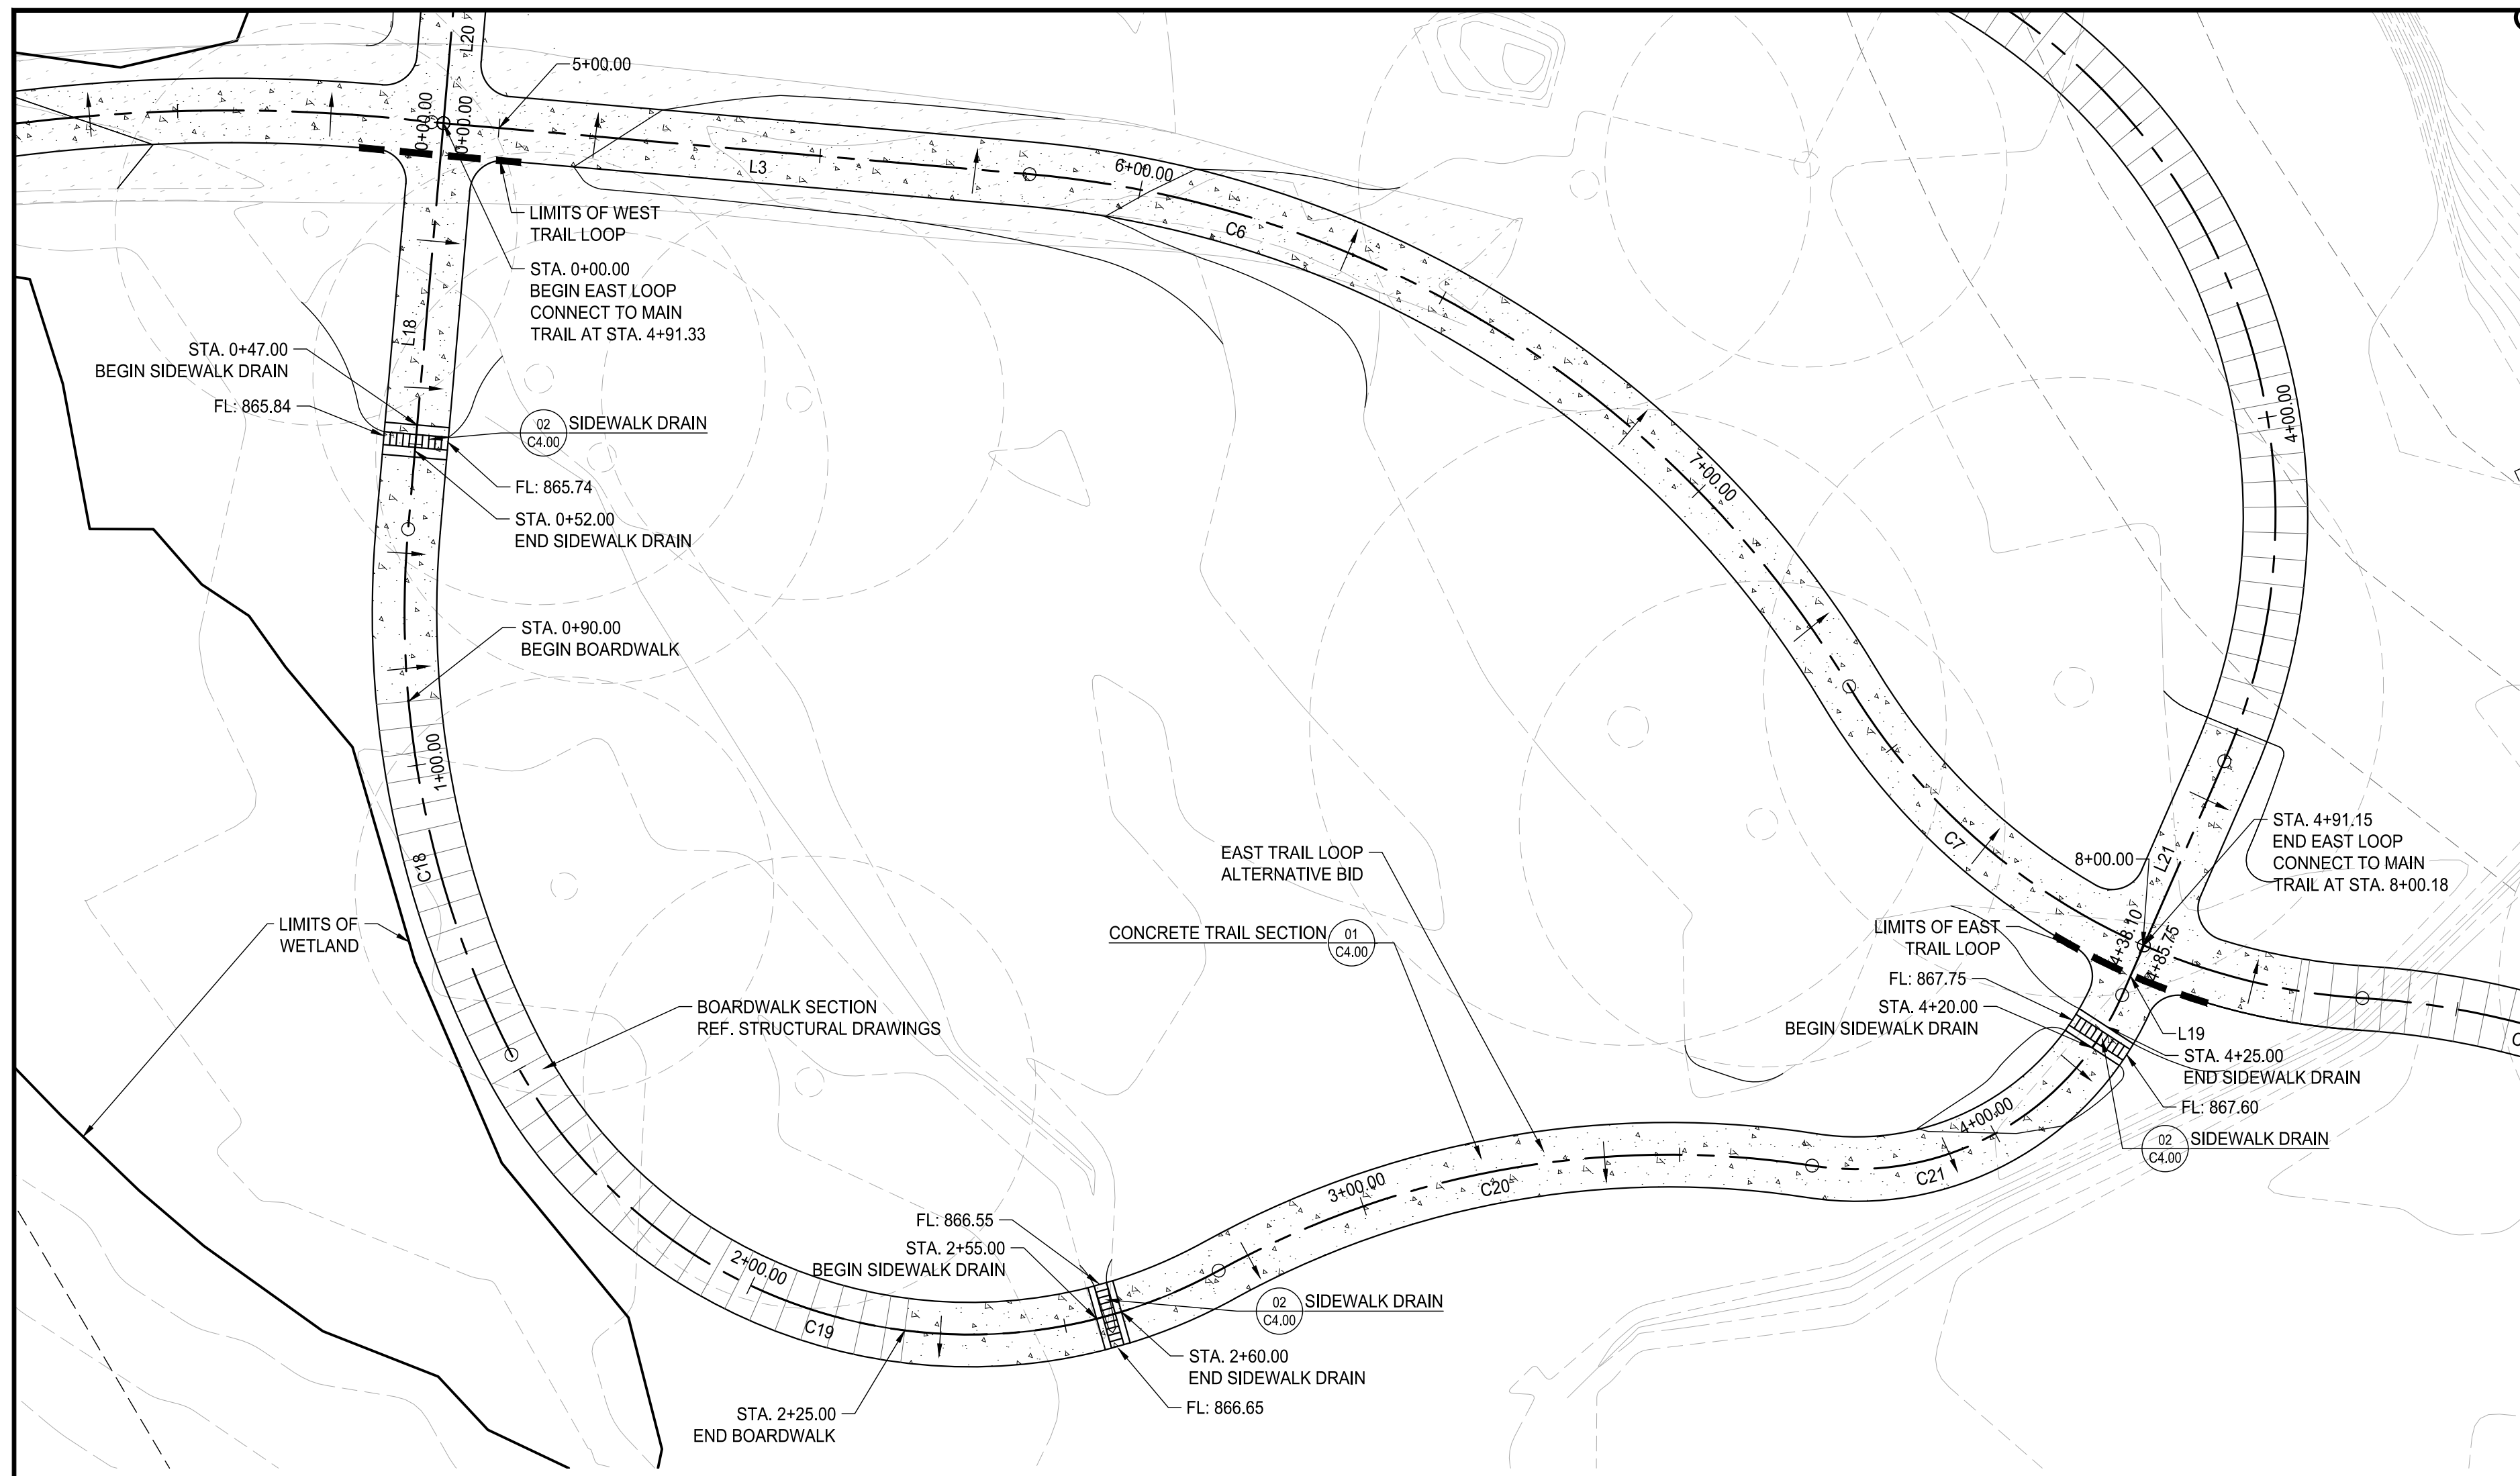 L20
5+00.00
0+00.00
0+00.00
L3
6+00.00
C6
LIMITS OF WEST
TRAIL LOOP
STA. 0+00.00
BEGIN EAST LOOP
CONNECT TO MAIN
TRAIL AT STA. 4+91.33
L18
STA. 0+47.00
BEGIN SIDEWALK DRAIN
FL: 865.84
02
C4.00
SIDEWALK DRAIN
FL: 865.74
STA. 0+52.00
END SIDEWALK DRAIN
4+00.00
7+00.00
STA. 0+90.00
BEGIN BOARDWALK
1+00.00
C18
C7
EAST TRAIL LOOP
ALTERNATIVE BID
CONCRETE TRAIL SECTION
01
C4.00
8+00.00
L21
STA. 4+91.15
END EAST LOOP
CONNECT TO MAIN
TRAIL AT STA. 8+00.18
LIMITS OF
WETLAND
LIMITS OF EAST
TRAIL LOOP
4+38.10
4+85.75
FL: 867.75
STA. 4+20.00
BEGIN SIDEWALK DRAIN
BOARDWALK SECTION
REF. STRUCTURAL DRAWINGS
L19
STA. 4+25.00
END SIDEWALK DRAIN
FL: 867.60
02
C4.00
SIDEWALK DRAIN
4+00.00
C21
3+00.00
C20
FL: 866.55
STA. 2+55.00
BEGIN SIDEWALK DRAIN
2+00.00
C19
02
C4.00
SIDEWALK DRAIN
STA. 2+60.00
END SIDEWALK DRAIN
FL: 866.65
STA. 2+25.00
END BOARDWALK